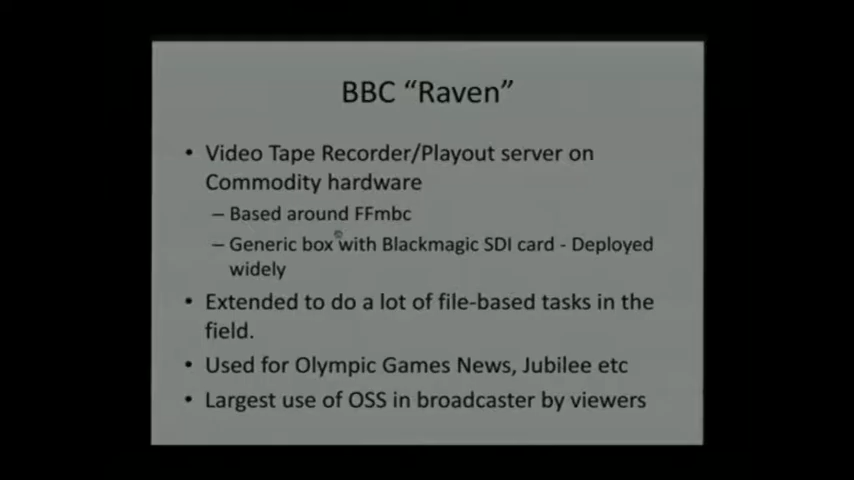 BBC “Raven”
• Video Tape Recorder/Playout server on
Commodity hardware
– Based around FFmbc
– Generic box with Blackmagic SDI card - Deployed
widely
• Extended to do a lot of file-based tasks in the
field.
• Used for Olympic Games News, Jubilee etc
• Largest use of OSS in broadcaster by viewers